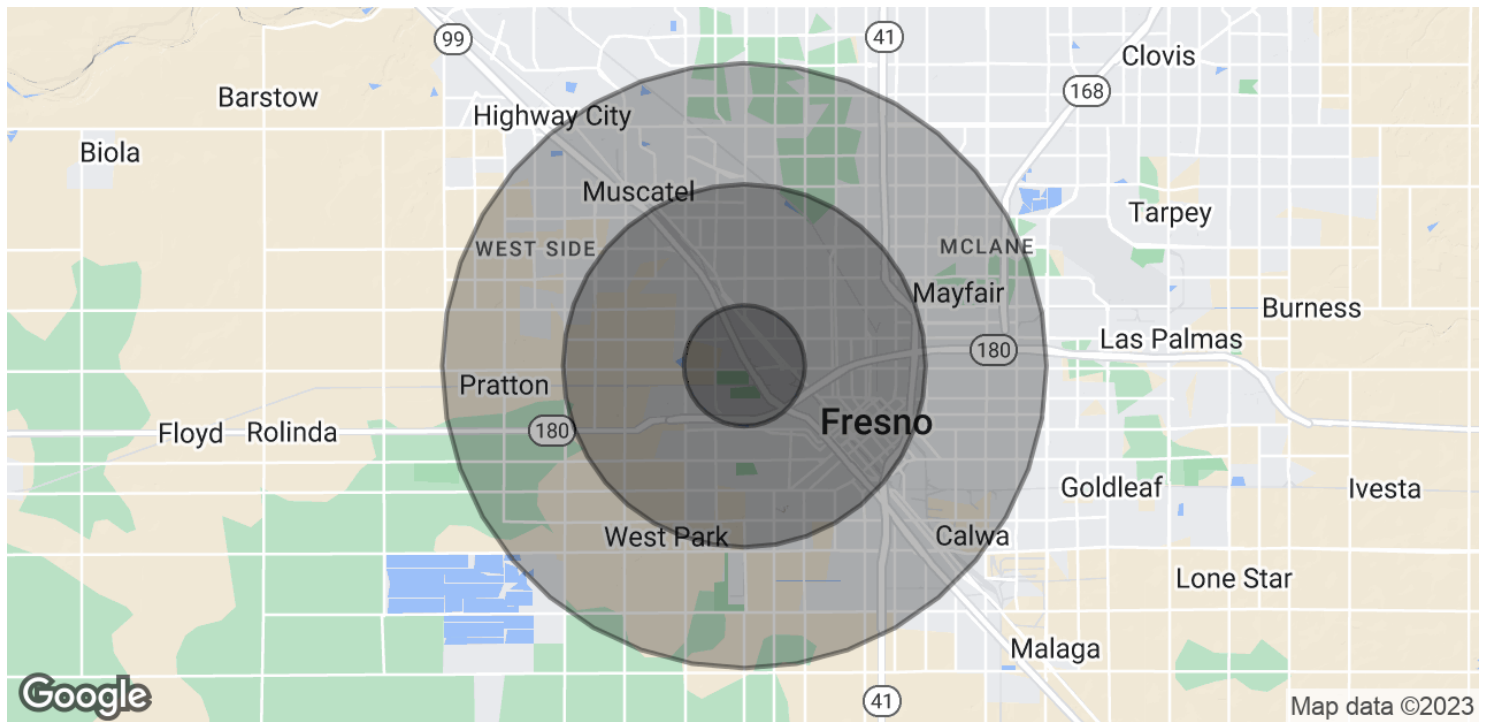 99
41
Clovis
168
Barstow
Highway City
Biola
Muscatel
Tarpey
WEST SIDE
MCLANE
Mayfair
Burness
Las Palmas
180
Pratton
Fresno
180
Floyd
Rolinda
Goldleaf
Ivesta
West Park
Calwa
Lone Star
Malaga
Google
41
Map data ©2023